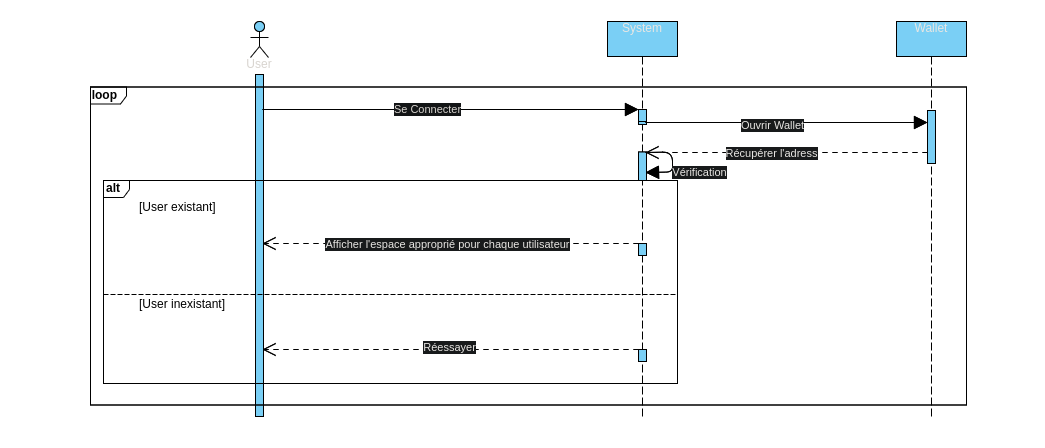 System
Wallet
User
loop
Se Connecter
Ouvrir Wallet
Récupérer l'adress
Vérification
alt
[User existant]
Afficher l'espace approprié pour chaque utilisateur
[User inexistant]
Réessayer